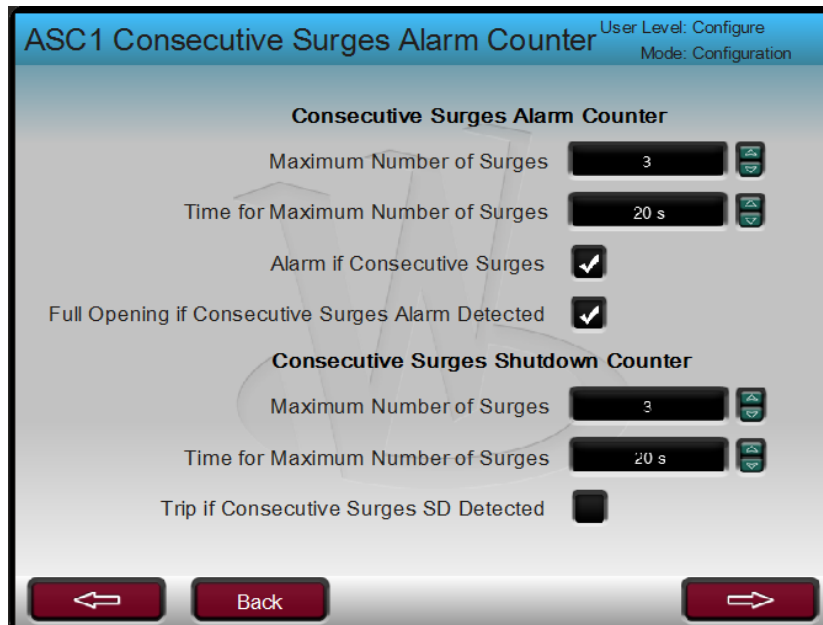 ASC1 Consecutive Surges Alarm Counter
User Level: Configure
Mode: Configuration
Consecutive Surges Alarm Counter
Maximum Number of Surges 3
Time for Maximum Number of Surges 20 s
Alarm if Consecutive Surges
Full Opening if Consecutive Surges Alarm Detected
Consecutive Surges Shutdown Counter
Maximum Number of Surges 3
Time for Maximum Number of Surges 20 s
Trip if Consecutive Surges SD Detected
Back